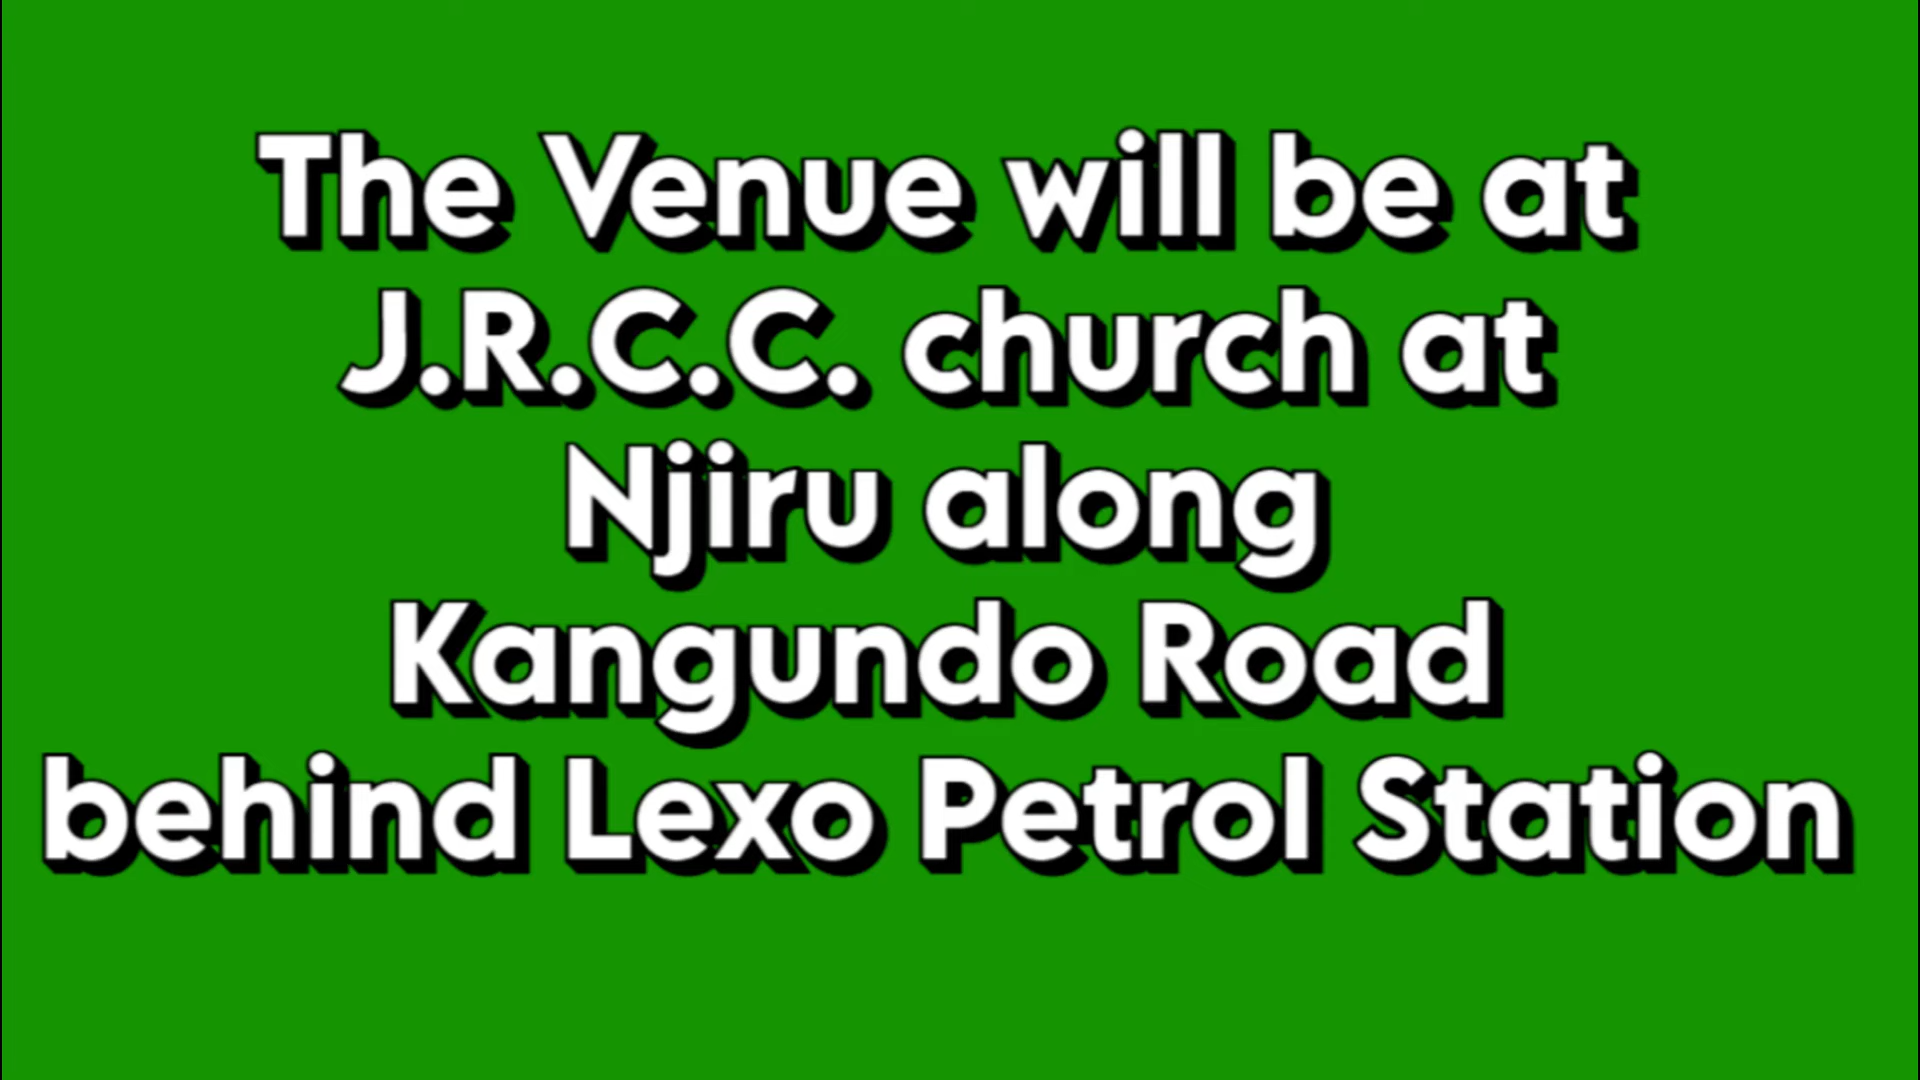 The Venue will be at
J.R.C.C. church at
Njiru along
Kangundo Road
behind Lexo Petrol Station